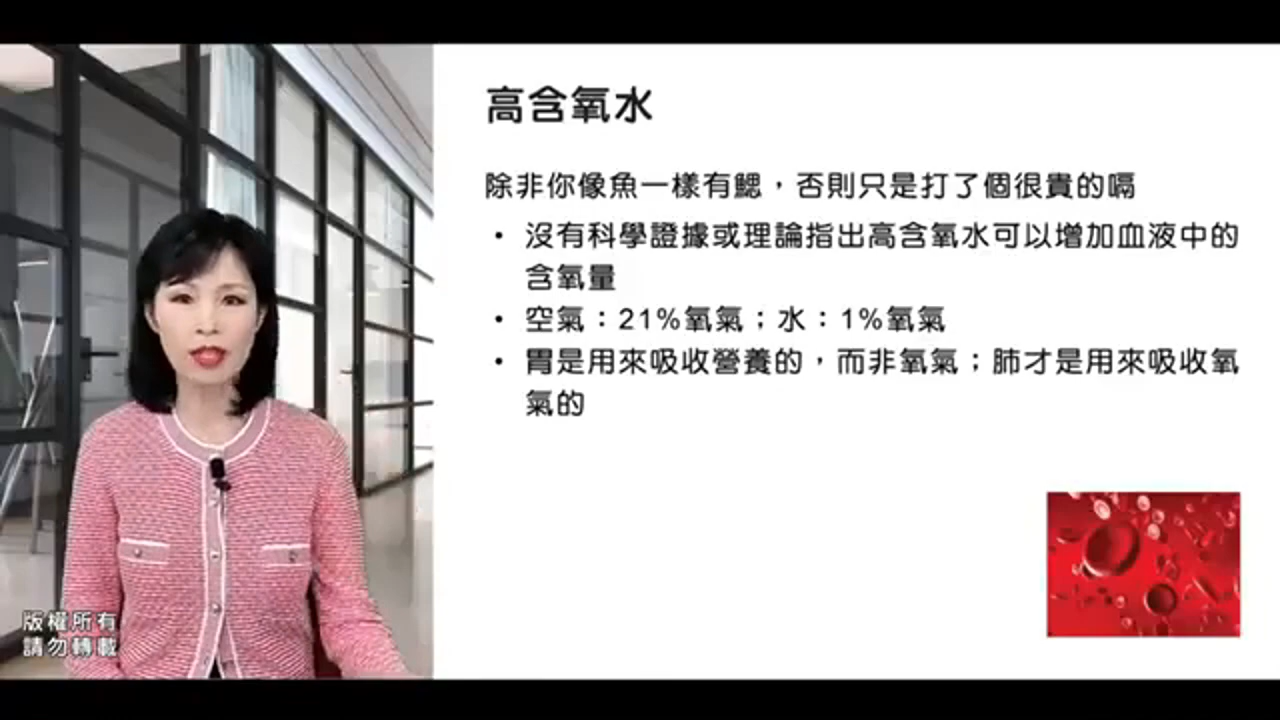 高含氧水
除非你像魚一樣有鰓，否則只是打了個很貴的嗝
• 沒有科學證據或理論指出高含氧水可以增加血液中的
含氧量
• 空氣：21%氧氣；水：1%氧氣
• 胃是用來吸收營養的，而非氧氣；肺才是用來吸收氧
氣的
版權所有
請勿轉載